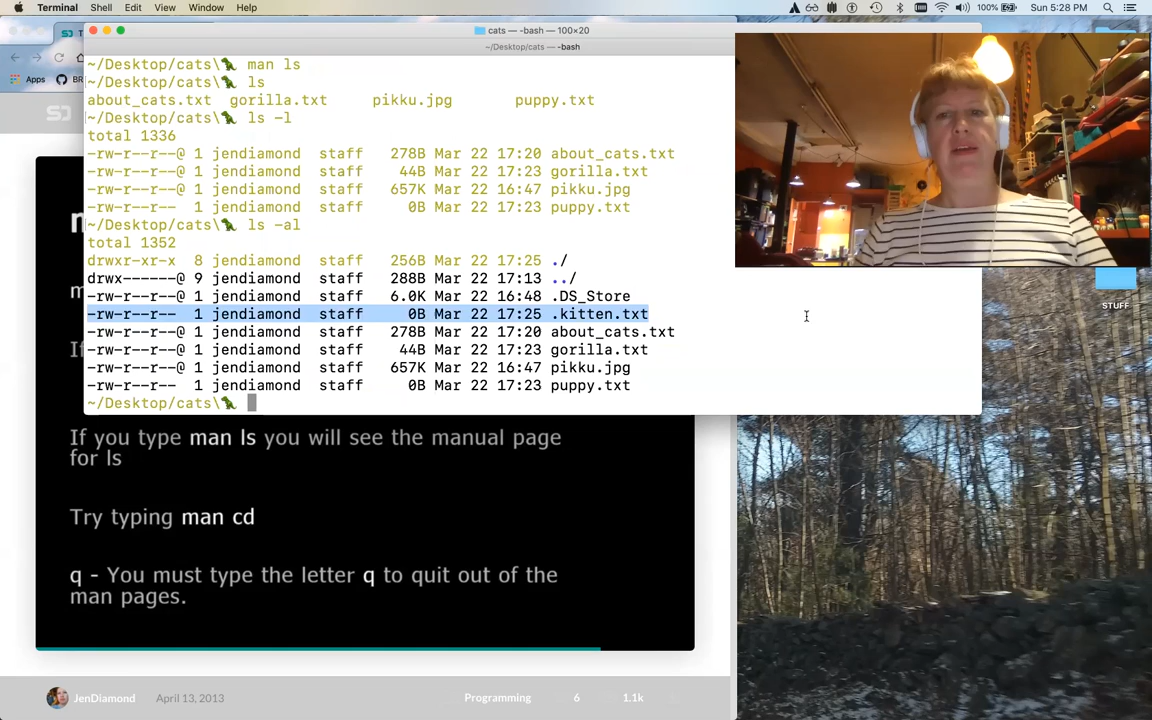 Terminal Shell Edit View Window Help 100% Sun 5:28 PM
cats — -bash — 100×20
~/Desktop/cats — -bash
Apps
~/Desktop/cats\🦖 man ls
~/Desktop/cats\🦖 ls
about_cats.txt gorilla.txt pikku.jpg puppy.txt
~/Desktop/cats\🦖 ls -l
total 1336
-rw-r--r--@ 1 jendiamond staff 278B Mar 22 17:20 about_cats.txt
-rw-r--r--@ 1 jendiamond staff 44B Mar 22 17:23 gorilla.txt
-rw-r--r--@ 1 jendiamond staff 657K Mar 22 16:47 pikku.jpg
-rw-r--r--@ 1 jendiamond staff 0B Mar 22 17:23 puppy.txt
~/Desktop/cats\🦖 ls -al
total 1352
drwxr-xr-x 8 jendiamond staff 256B Mar 22 17:25 ./
drwx------@ 9 jendiamond staff 288B Mar 22 17:13 ../
-rw-r--r--@ 1 jendiamond staff 6.0K Mar 22 16:48 .DS_Store
-rw-r--r-- 1 jendiamond staff 0B Mar 22 17:25 .kitten.txt
-rw-r--r--@ 1 jendiamond staff 278B Mar 22 17:20 about_cats.txt
-rw-r--r--@ 1 jendiamond staff 44B Mar 22 17:23 gorilla.txt
-rw-r--r--@ 1 jendiamond staff 657K Mar 22 16:47 pikku.jpg
-rw-r--r--@ 1 jendiamond staff 0B Mar 22 17:23 puppy.txt
~/Desktop/cats\🦖
STUFF
If you type man ls you will see the manual page
for ls
Try typing man cd
q - You must type the letter q to quit out of the
man pages.
JenDiamond April 13, 2013 Programming 6 1.1k